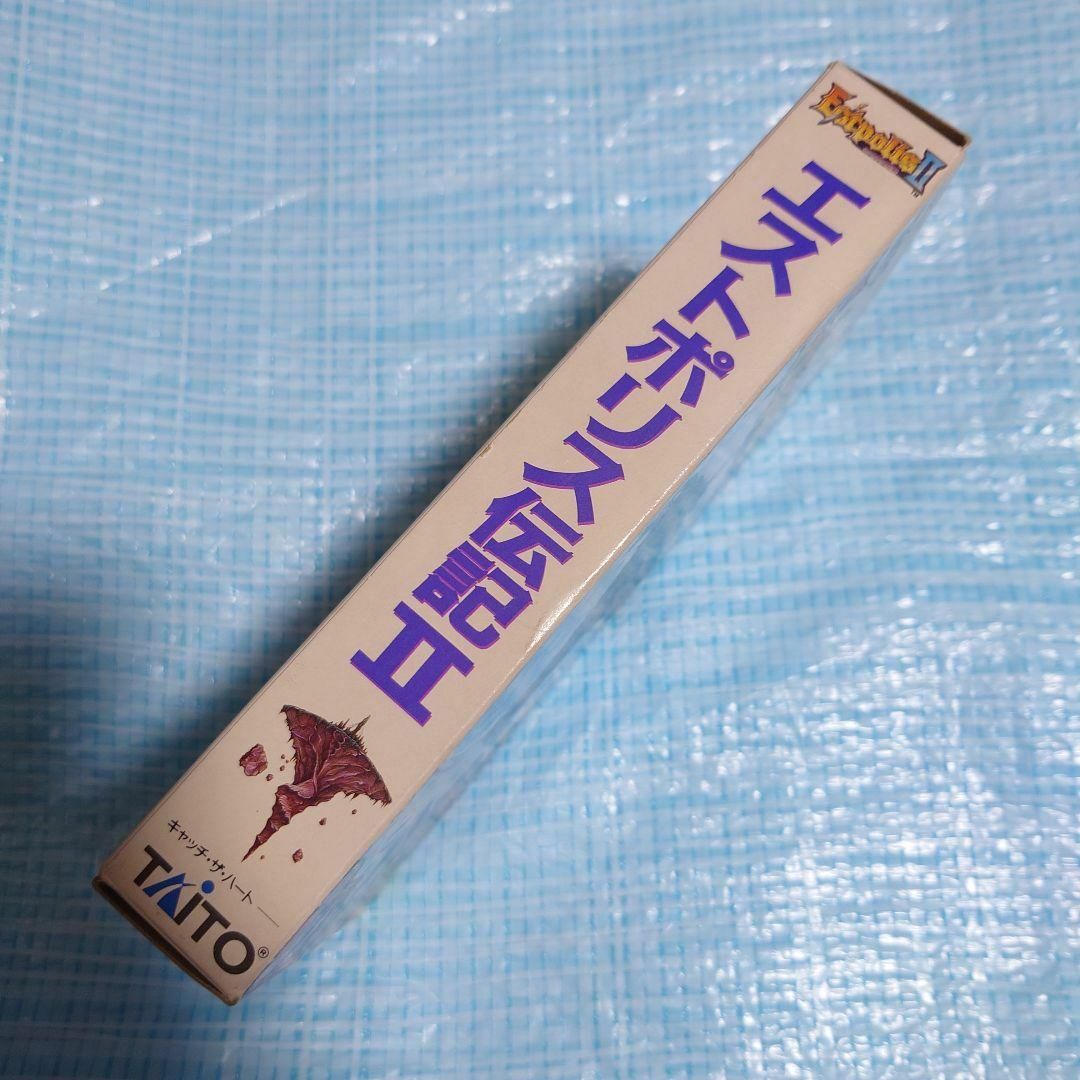 Estpolis II
TM
エストポリス伝記II
キャッチ・ザ・ハート
TAITO®